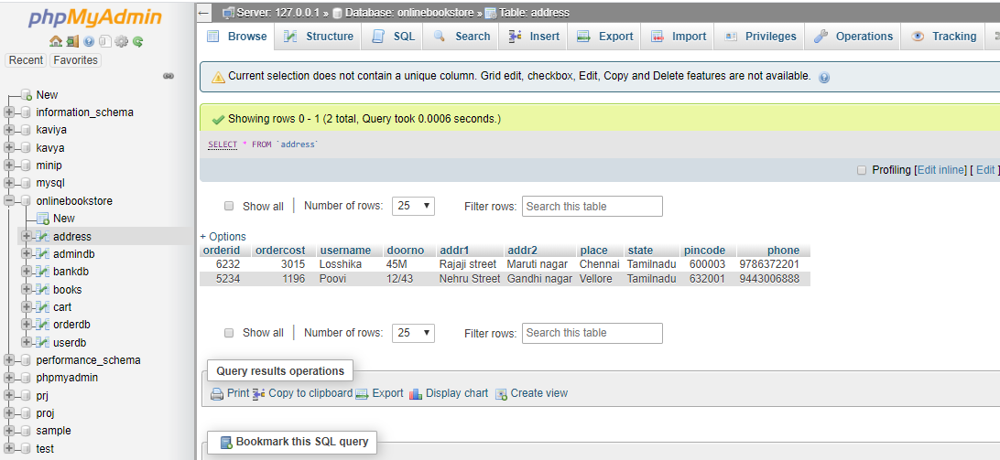 phpMyAdmin
Recent Favorites
New
information_schema
kaviya
kavya
minip
mysql
onlinebookstore
New
address
admindb
bankdb
books
cart
orderdb
userdb
performance_schema
phpmyadmin
prj
proj
sample
test
Server: 127.0.0.1 » Database: onlinebookstore » Table: address
Browse Structure SQL Search Insert Export Import Privileges Operations Tracking
Current selection does not contain a unique column. Grid edit, checkbox, Edit, Copy and Delete features are not available.
Showing rows 0 - 1 (2 total, Query took 0.0006 seconds.)
SELECT * FROM `address`
Profiling [Edit inline] [ Edit ]
Show all | Number of rows: 25 Filter rows: Search this table
+ Options
orderid ordercost username doorno addr1 addr2 place state pincode phone
6232 3015 Losshika 45M Rajaji street Maruti nagar Chennai Tamilnadu 600003 9786372201
5234 1196 Poovi 12/43 Nehru Street Gandhi nagar Vellore Tamilnadu 632001 9443006888
Show all | Number of rows: 25 Filter rows: Search this table
Query results operations
Print Copy to clipboard Export Display chart Create view
Bookmark this SQL query